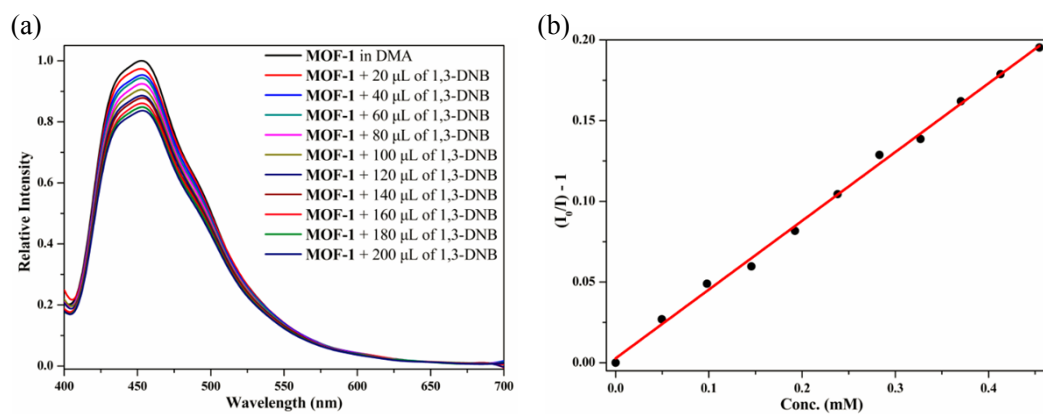 (a)
MOF-1 in DMA
MOF-1 + 20 μL of 1,3-DNB
MOF-1 + 40 μL of 1,3-DNB
MOF-1 + 60 μL of 1,3-DNB
MOF-1 + 80 μL of 1,3-DNB
MOF-1 + 100 μL of 1,3-DNB
MOF-1 + 120 μL of 1,3-DNB
MOF-1 + 140 μL of 1,3-DNB
MOF-1 + 160 μL of 1,3-DNB
MOF-1 + 180 μL of 1,3-DNB
MOF-1 + 200 μL of 1,3-DNB
Relative Intensity
1.0
0.8
0.6
0.4
0.2
0.0
400 450 500 550 600 650 700
Wavelength (nm)
(b)
(I0/I) - 1
0.20
0.15
0.10
0.05
0.00
0.0 0.1 0.2 0.3 0.4
Conc. (mM)